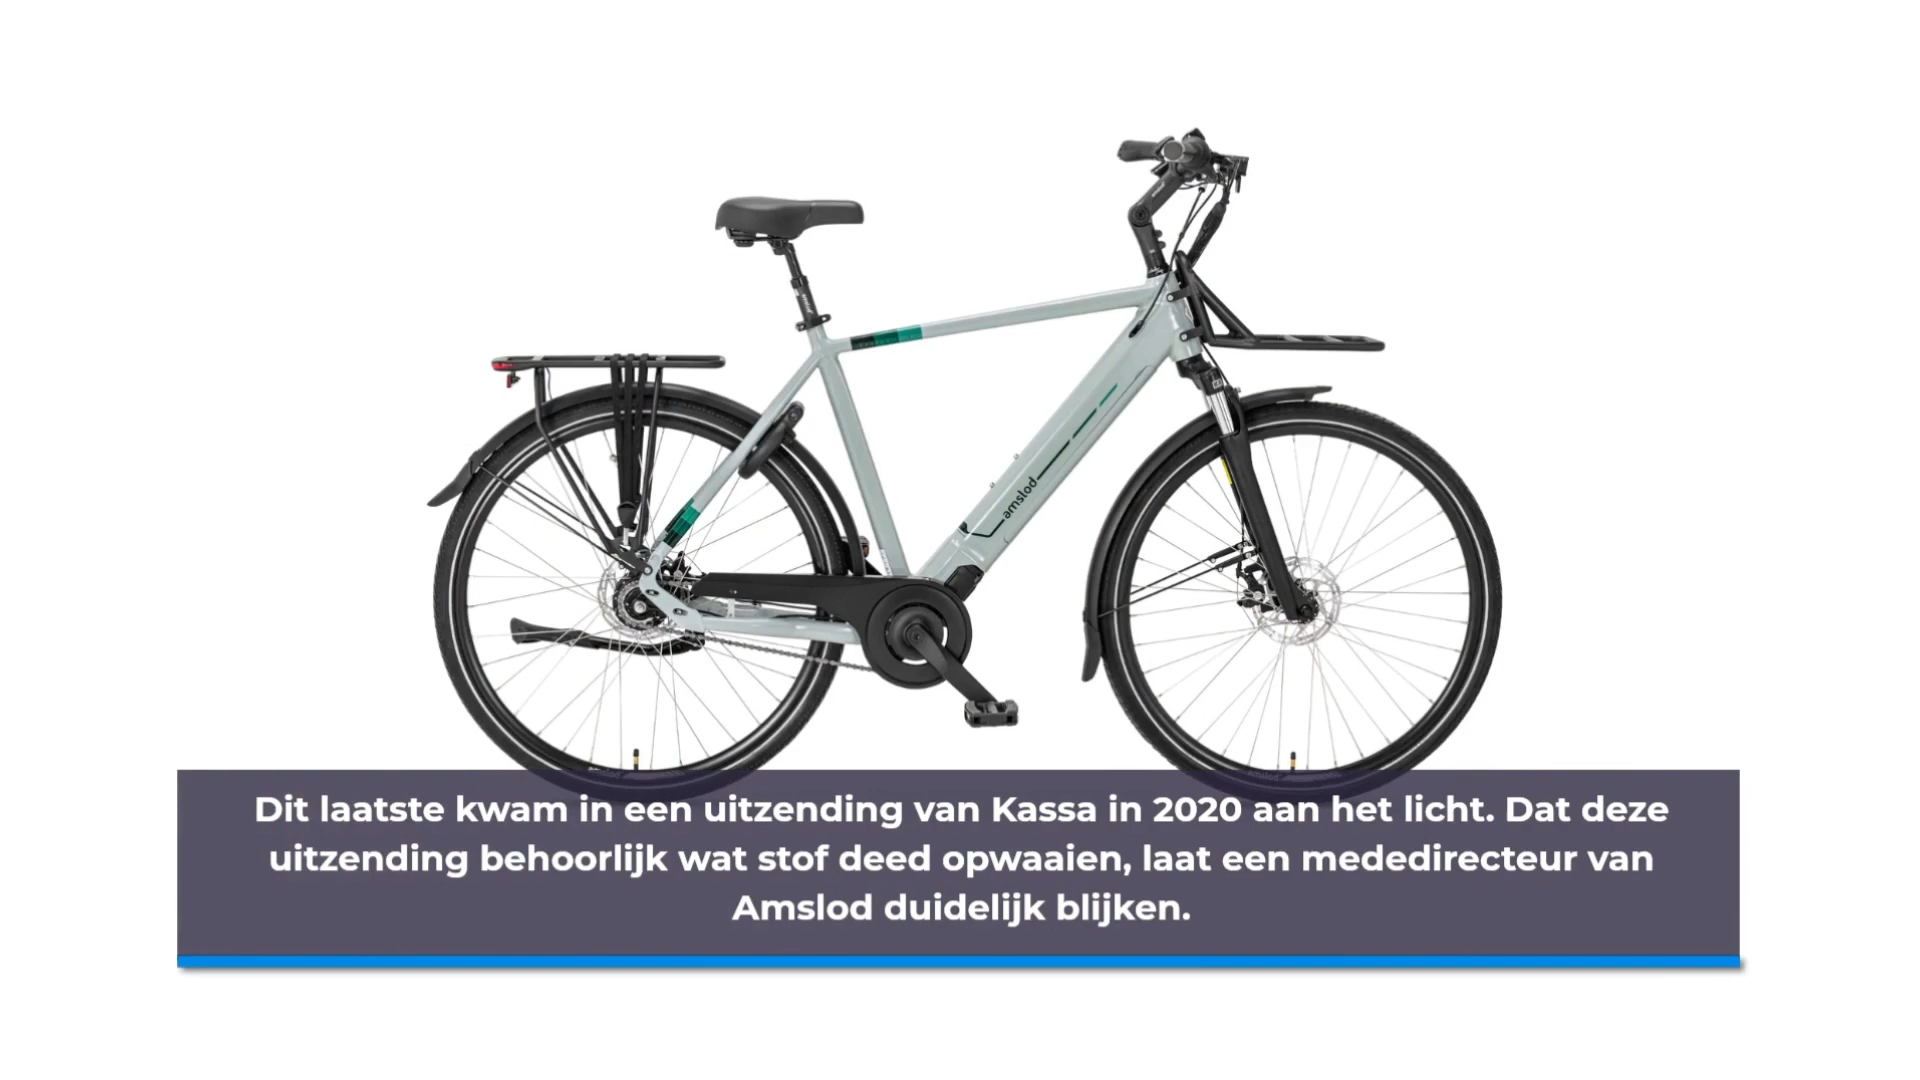 amslod
Dit laatste kwam in een uitzending van Kassa in 2020 aan het licht. Dat deze
uitzending behoorlijk wat stof deed opwaaien, laat een mededirecteur van
Amslod duidelijk blijken.